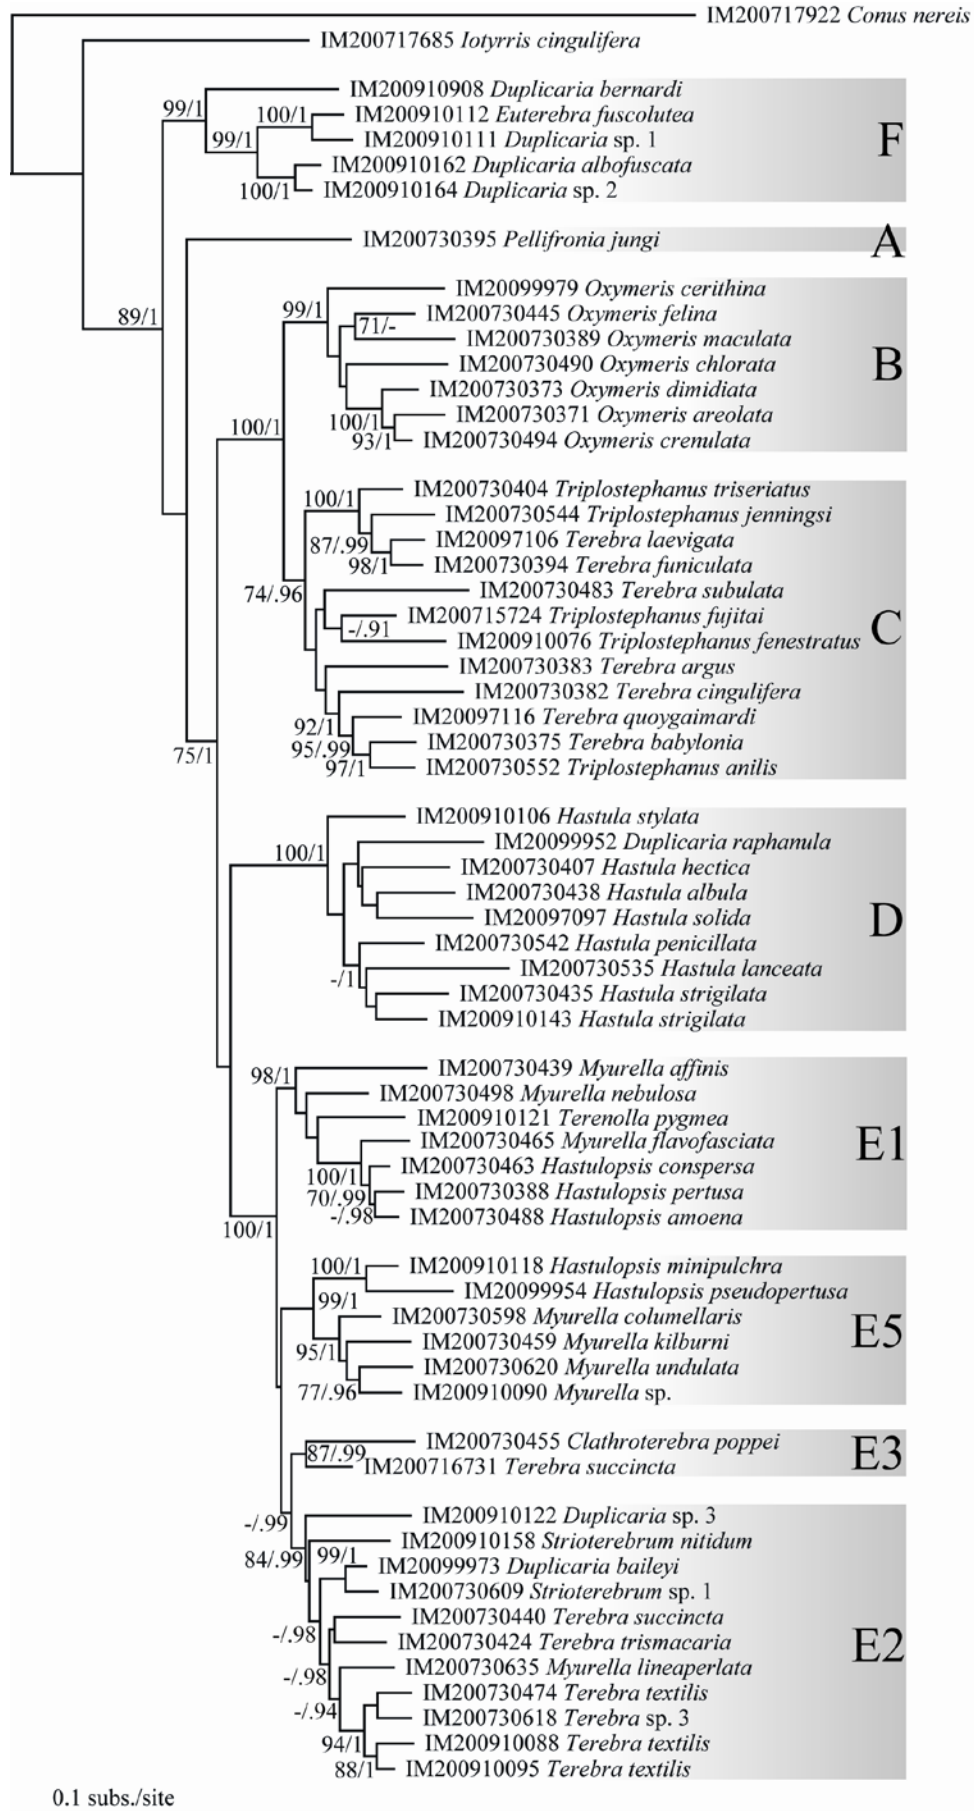 IM200717922 Conus nereis
IM200717685 Iotyrris cingulifera
IM200910908 Duplicaria bernardi
99/1
100/1
IM200910112 Euterebra fuscolutea
99/1
IM200910111 Duplicaria sp. 1
F
IM200910162 Duplicaria albofuscata
100/1
IM200910164 Duplicaria sp. 2
IM200730395 Pellifronia jungi
A
IM20099979 Oxymeris cerithina
99/1
IM200730445 Oxymeris felina
89/1
71/-
IM200730389 Oxymeris maculata
IM200730490 Oxymeris chlorata
B
IM200730373 Oxymeris dimidiata
IM200730371 Oxymeris areolata
100/1
100/1
93/1
IM200730494 Oxymeris crenulata
IM200730404 Triplostephanus triseriatus
100/1
IM200730544 Triplostephanus jenningsi
IM20097106 Terebra laevigata
87/.99
98/1
IM200730394 Terebra funiculata
74/.96
IM200730483 Terebra subulata
IM200715724 Triplostephanus fujitai
-/.91
IM200910076 Triplostephanus fenestratus
C
IM200730383 Terebra argus
IM200730382 Terebra cingulifera
92/1
IM20097116 Terebra quoygaimardi
95/.99
IM200730375 Terebra babylonia
75/1
97/1
IM200730552 Triplostephanus anilis
IM200910106 Hastula stylata
IM20099952 Duplicaria raphanula
100/1
IM200730407 Hastula hectica
IM200730438 Hastula albula
IM20097097 Hastula solida
D
IM200730542 Hastula penicillata
IM200730535 Hastula lanceata
-/1
IM200730435 Hastula strigilata
IM200910143 Hastula strigilata
98/1
IM200730439 Myurella affinis
IM200730498 Myurella nebulosa
IM200910121 Terenolla pygmea
IM200730465 Myurella flavofasciata
E1
IM200730463 Hastulopsis conspersa
100/1
IM200730388 Hastulopsis pertusa
70/.99
-/.98
IM200730488 Hastulopsis amoena
100/1
100/1
IM200910118 Hastulopsis minipulchra
IM20099954 Hastulopsis pseudopertusa
99/1
IM200730598 Myurella columellaris
E5
IM200730459 Myurella kilburni
95/1
IM200730620 Myurella undulata
77/.96
IM200910090 Myurella sp.
IM200730455 Clathroterebra poppei
87/.99
E3
IM200716731 Terebra succincta
IM200910122 Duplicaria sp. 3
-/.99
IM200910158 Strioterebrum nitidum
84/.99
99/1
IM20099973 Duplicaria baileyi
IM200730609 Strioterebrum sp. 1
IM200730440 Terebra succincta
-/.98
IM200730424 Terebra trismacaria
E2
IM200730635 Myurella lineaperlata
-/.98
IM200730474 Terebra textilis
-/.94
IM200730618 Terebra sp. 3
94/1
IM200910088 Terebra textilis
88/1
IM200910095 Terebra textilis
0.1 subs./site